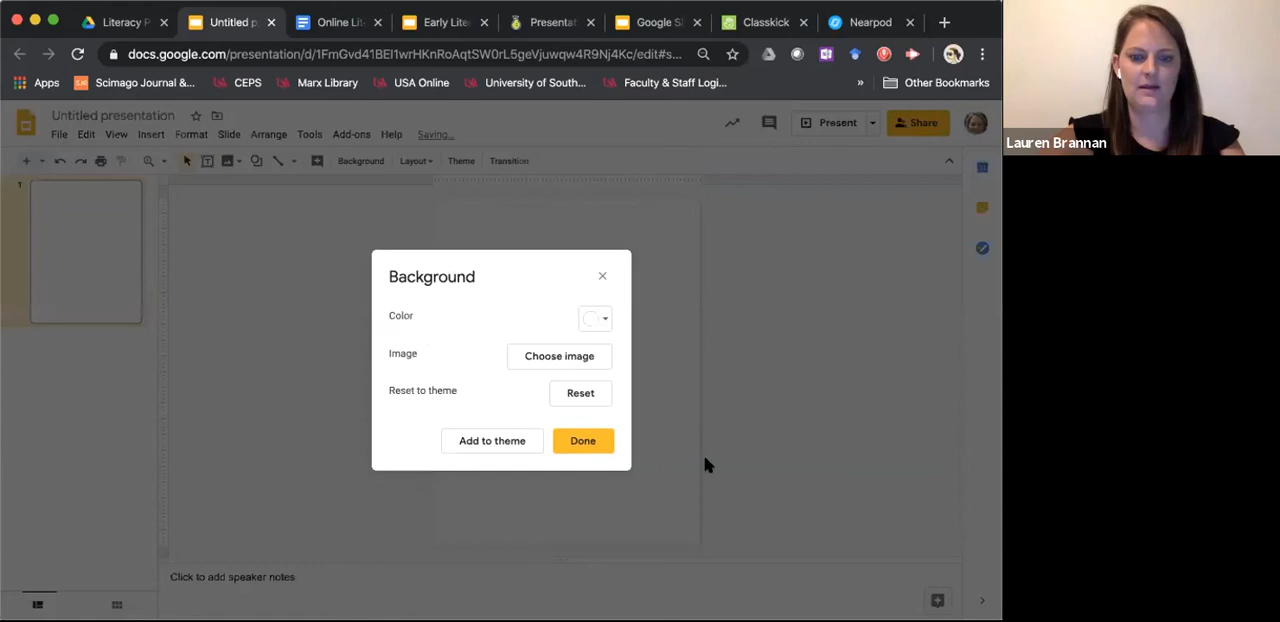 Literacy P
Untitled p
Online Lit
Early Lite
Presentat
Google Sl
Classkick
Nearpod
docs.google.com/presentation/d/1FmGvd41BEl1wrHKnRoAqtSW0rL5geVjuwqw4R9Nj4Kc/edit#s...
Apps
Scimago Journal &...
CEPS
Marx Library
USA Online
University of South...
Faculty & Staff Logi...
»
Other Bookmarks
Untitled presentation
File Edit View Insert Format Slide Arrange Tools Add-ons Help Saving...
Present
Share
Background Layout Theme Transition
1
Background
Color
Image
Choose image
Reset to theme
Reset
Add to theme
Done
Click to add speaker notes
Lauren Brannan